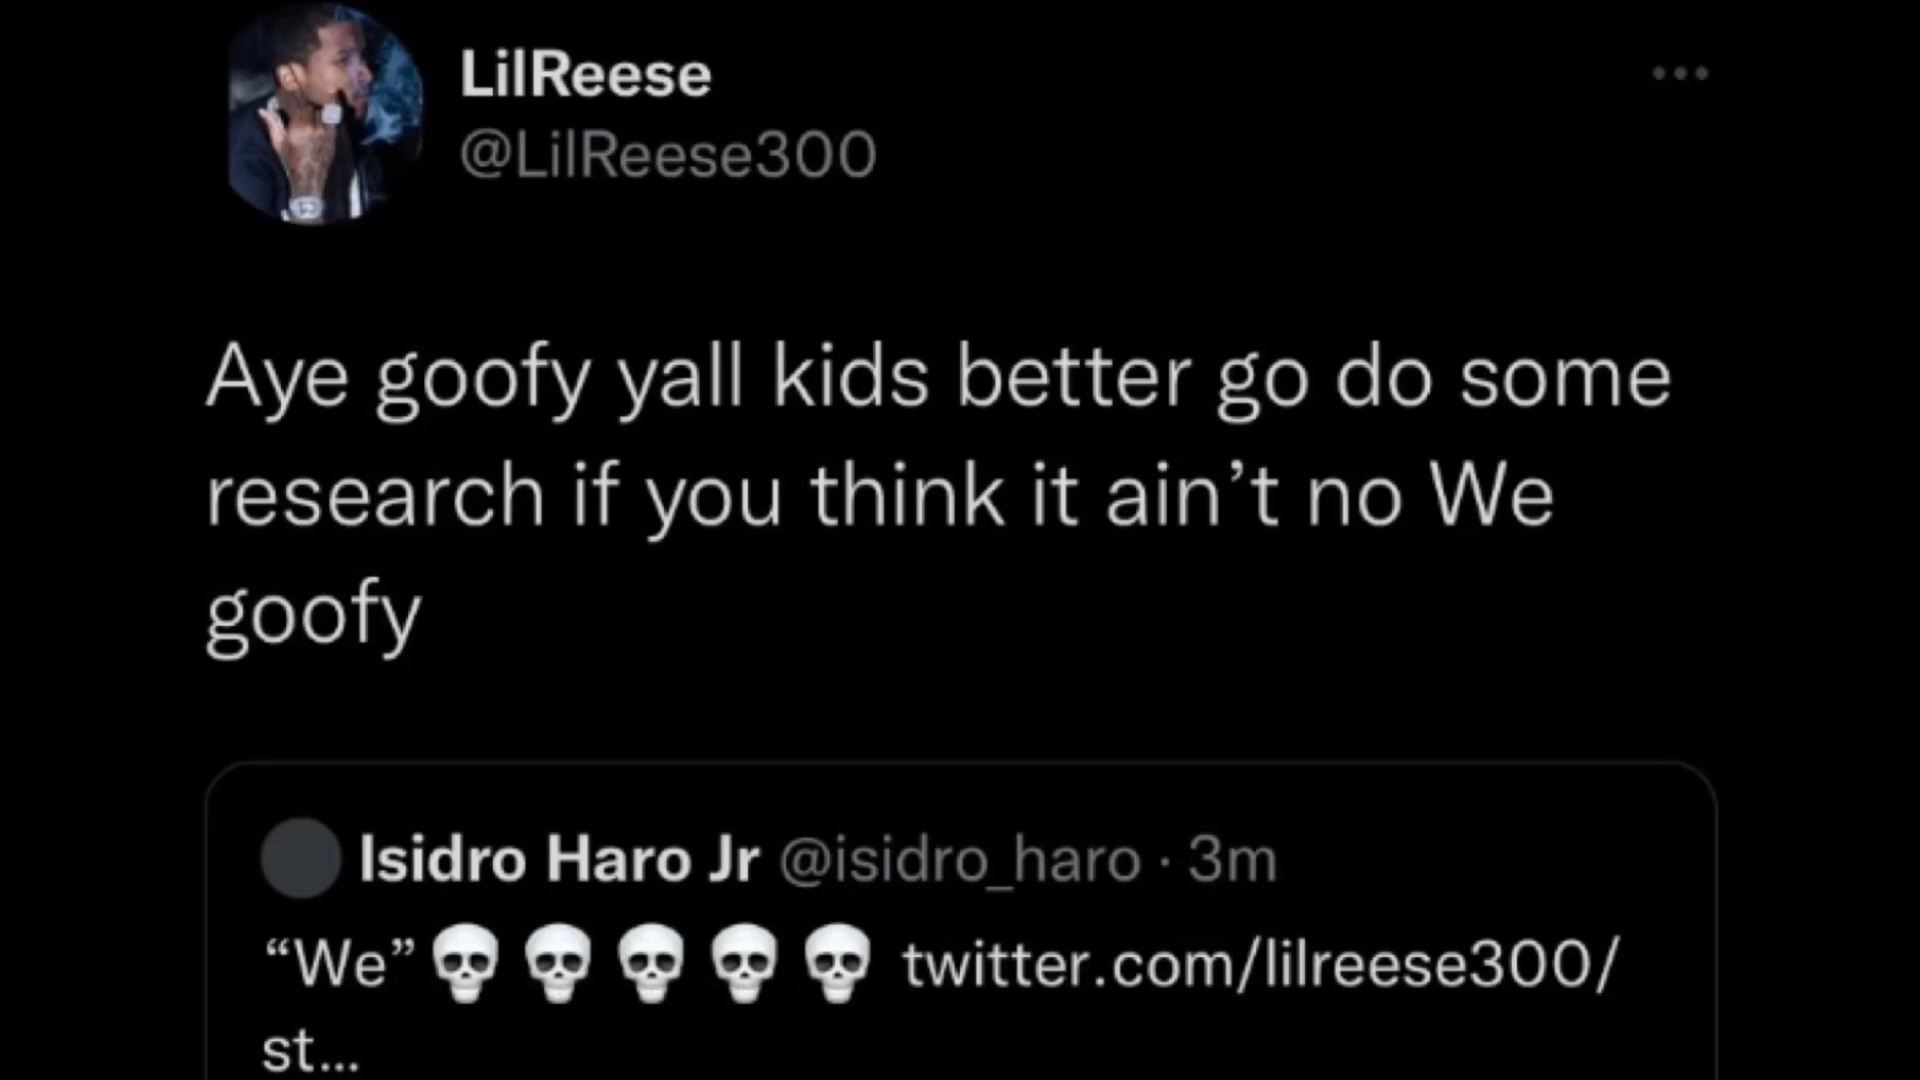 LilReese
@LilReese300
Aye goofy yall kids better go do some
research if you think it ain’t no We
goofy
Isidro Haro Jr @isidro_haro · 3m
“We”💀💀💀💀💀 twitter.com/lilreese300/
st...